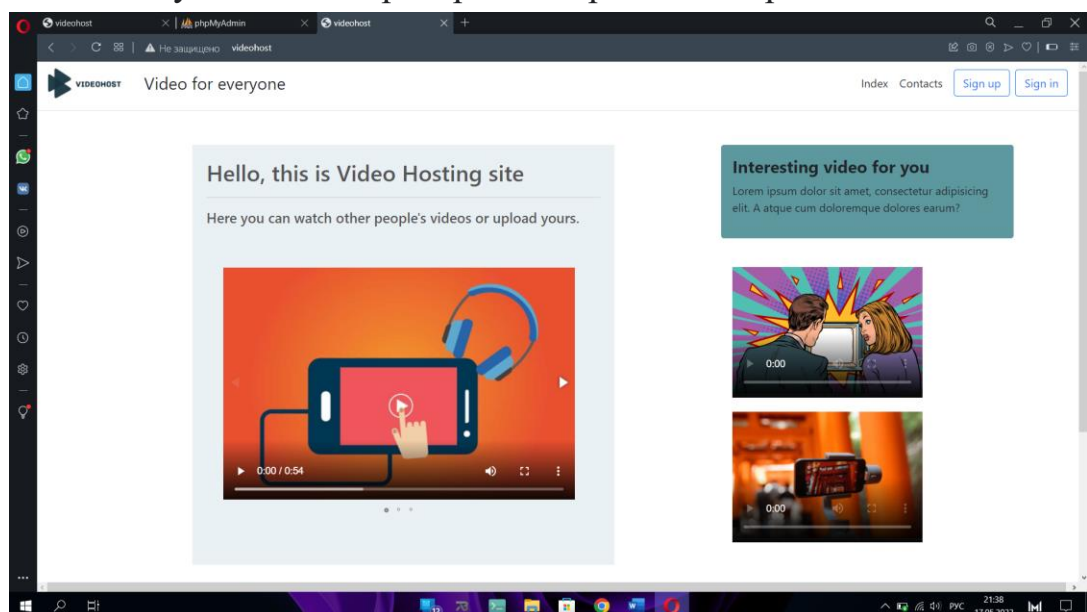 videohost
phpMyAdmin
videohost
Не защищено videohost
VIDEOHOST
Video for everyone
Index Contacts Sign up Sign in
Hello, this is Video Hosting site
Here you can watch other people's videos or upload yours.
0:00 / 0:54
Interesting video for you
Lorem ipsum dolor sit amet, consectetur adipisicing
elit. A atque cum doloremque dolores earum?
0:00
0:00
12
РУС
21:38